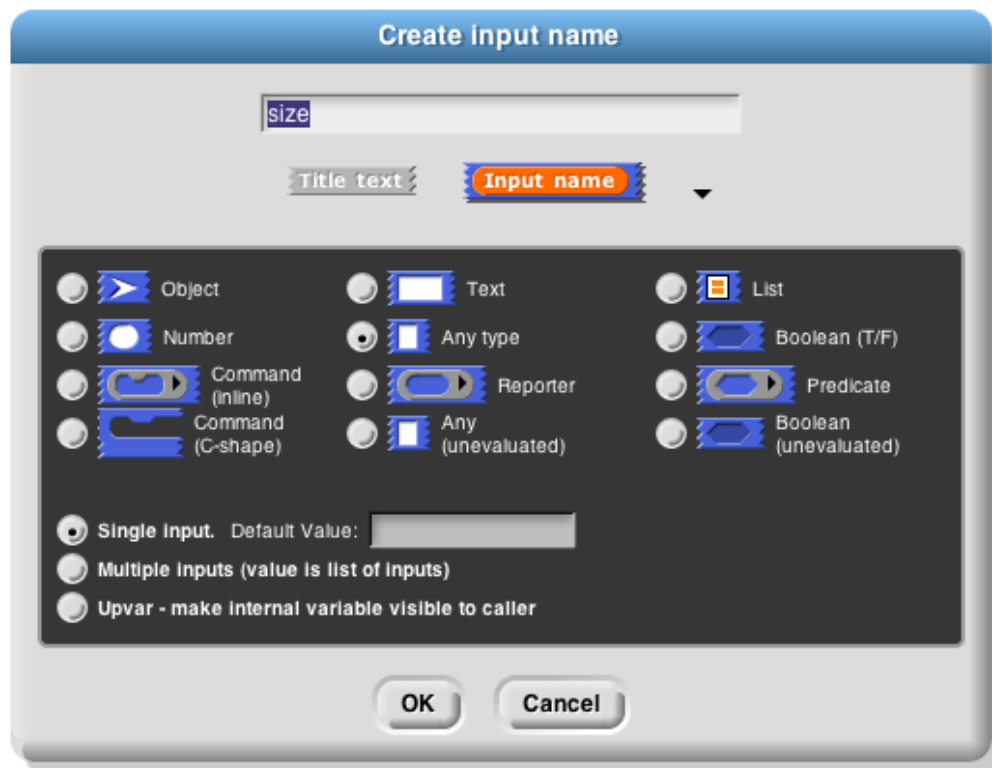 Create input name
size
Title text Input name
Object Text List
Number Any type Boolean (T/F)
Command
(inline) Reporter Predicate
Command
(C-shape) Any
(unevaluated) Boolean
(unevaluated)
Single input. Default Value:
Multiple inputs (value is list of inputs)
Upvar - make internal variable visible to caller
OK Cancel